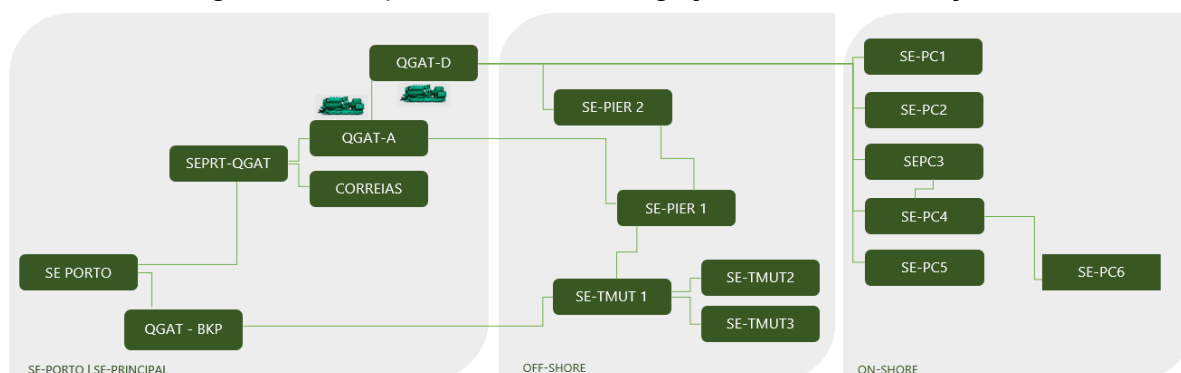 QGAT-D
SE-PC1
SE-PIER 2
SE-PC2
QGAT-A
SEPRT-QGAT
SEPC3
CORREIAS
SE-PIER 1
SE-PC4
SE PORTO
SE-TMUT2
SE-PC5
SE-PC6
SE-TMUT 1
QGAT - BKP
SE-TMUT3
SE-PORTO | SE-PRINCIPAL
OFF-SHORE
ON-SHORE